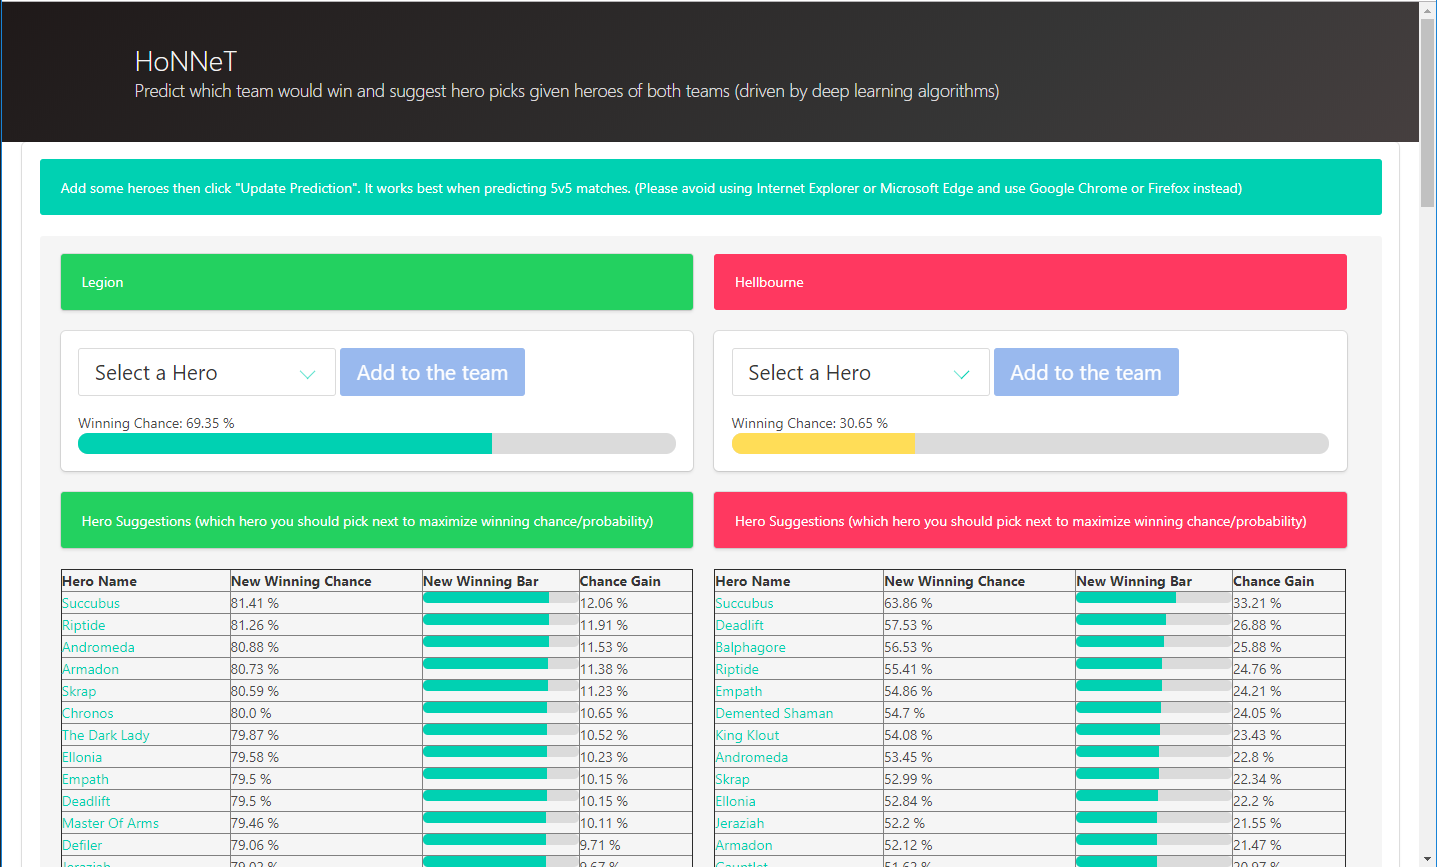 HoNNeT
Predict which team would win and suggest hero picks given heroes of both teams (driven by deep learning algorithms)
Add some heroes then click "Update Prediction". It works best when predicting 5v5 matches. (Please avoid using Internet Explorer or Microsoft Edge and use Google Chrome or Firefox instead)
Legion
Select a Hero Add to the team
Winning Chance: 69.35 %
Hero Suggestions (which hero you should pick next to maximize winning chance/probability)
Hero Name New Winning Chance New Winning Bar Chance Gain
Succubus 81.41 % 12.06 %
Riptide 81.26 % 11.91 %
Andromeda 80.88 % 11.53 %
Armadon 80.73 % 11.38 %
Skrap 80.59 % 11.23 %
Chronos 80.0 % 10.65 %
The Dark Lady 79.87 % 10.52 %
Ellonia 79.58 % 10.23 %
Empath 79.5 % 10.15 %
Deadlift 79.5 % 10.15 %
Master Of Arms 79.46 % 10.11 %
Defiler 79.06 % 9.71 %
Jeraziah 79.02 % 9.67 %
Hellbourne
Select a Hero Add to the team
Winning Chance: 30.65 %
Hero Suggestions (which hero you should pick next to maximize winning chance/probability)
Hero Name New Winning Chance New Winning Bar Chance Gain
Succubus 63.86 % 33.21 %
Deadlift 57.53 % 26.88 %
Balphagore 56.53 % 25.88 %
Riptide 55.41 % 24.76 %
Empath 54.86 % 24.21 %
Demented Shaman 54.7 % 24.05 %
King Klout 54.08 % 23.43 %
Andromeda 53.45 % 22.8 %
Skrap 52.99 % 22.34 %
Ellonia 52.84 % 22.2 %
Jeraziah 52.2 % 21.55 %
Armadon 52.12 % 21.47 %
Gauntlet 51.62 % 20.97 %